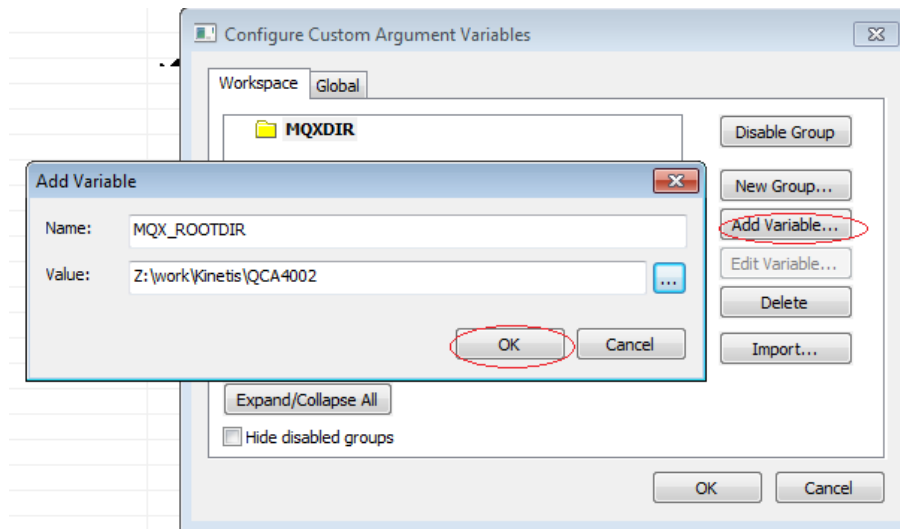 Configure Custom Argument Variables
Workspace
Global
MQXDIR
Disable Group
Add Variable
New Group...
Name:
MQX_ROOTDIR
Add Variable...
Value:
Z:\work\Kinetis\QCA4002
...
Edit Variable...
Delete
OK
Cancel
Import...
Expand/Collapse All
Hide disabled groups
OK
Cancel